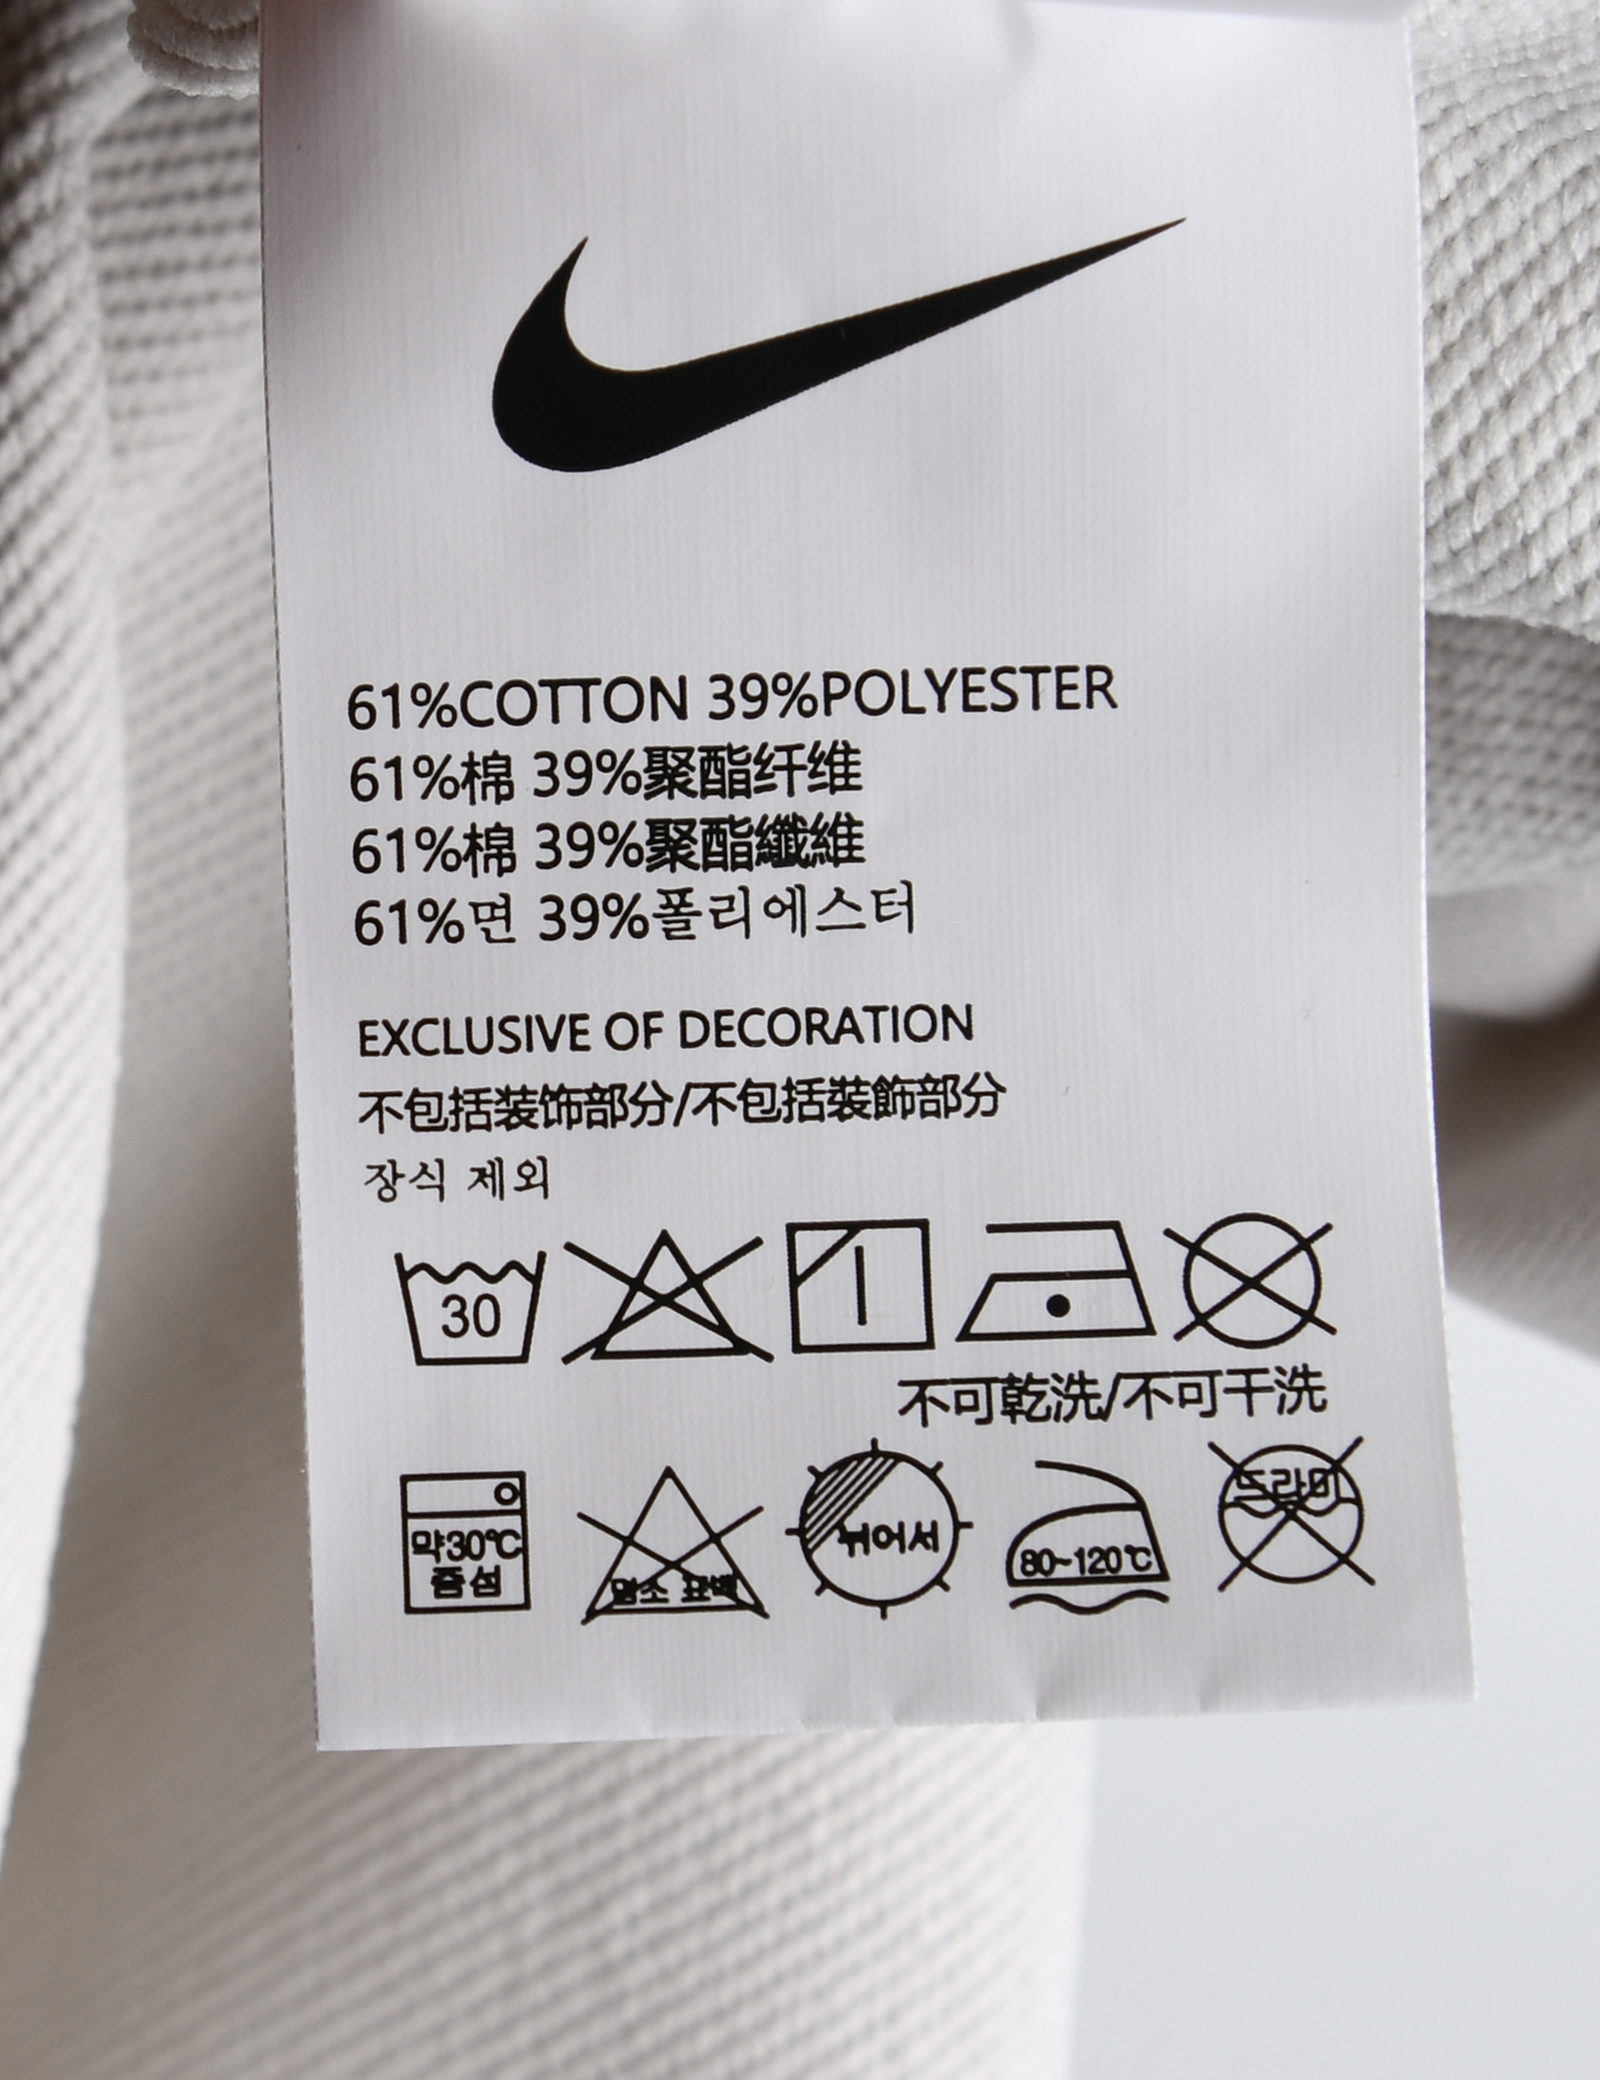 61%COTTON 39%POLYESTER
61%棉 39%聚酯纤维
61%棉 39%聚酯纖維
61%면 39%폴리에스터
EXCLUSIVE OF DECORATION
不包括装饰部分/不包括裝飾部分
장식 제외
30
不可乾洗/不可干洗
약30℃
중성
염소 표백
뉘어서
80~120℃
드라이